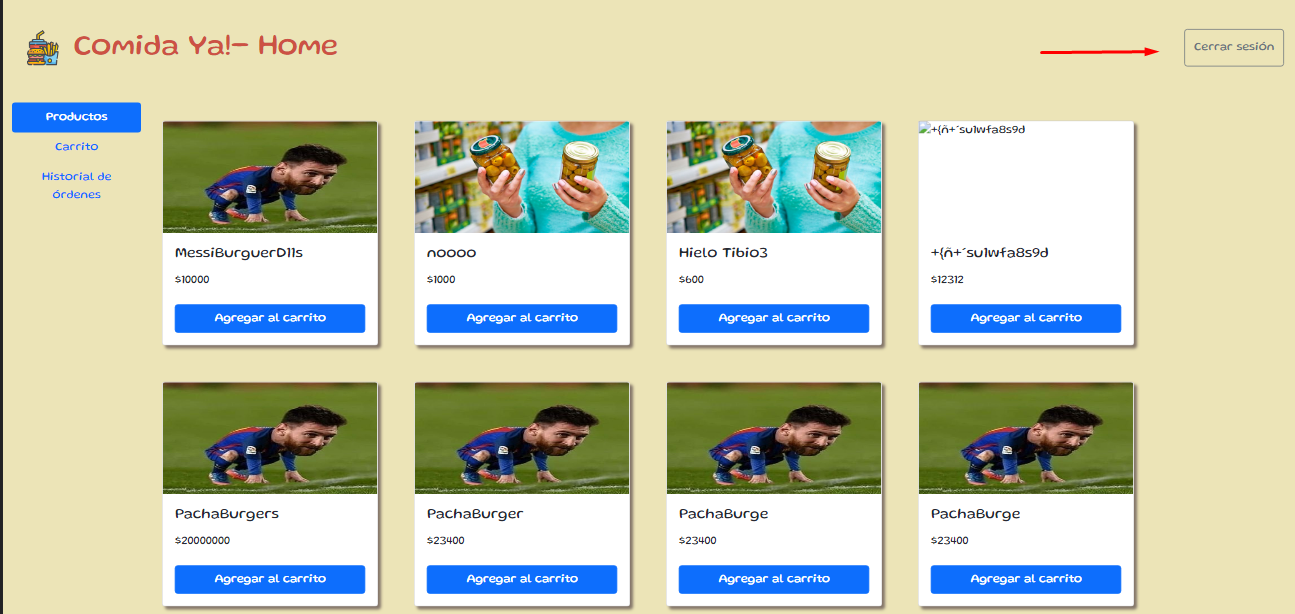 Comida Ya!- Home
Cerrar sesión
Productos
Carrito
Historial de
órdenes
MessiBurguerD11s
$10000
Agregar al carrito
noooo
$1000
Agregar al carrito
Hielo Tibio3
$600
Agregar al carrito
+{ñ+´su1wfa8s9d
+{ñ+´su1wfa8s9d
$12312
Agregar al carrito
PachaBurgers
$20000000
Agregar al carrito
PachaBurger
$23400
Agregar al carrito
PachaBurge
$23400
Agregar al carrito
PachaBurge
$23400
Agregar al carrito